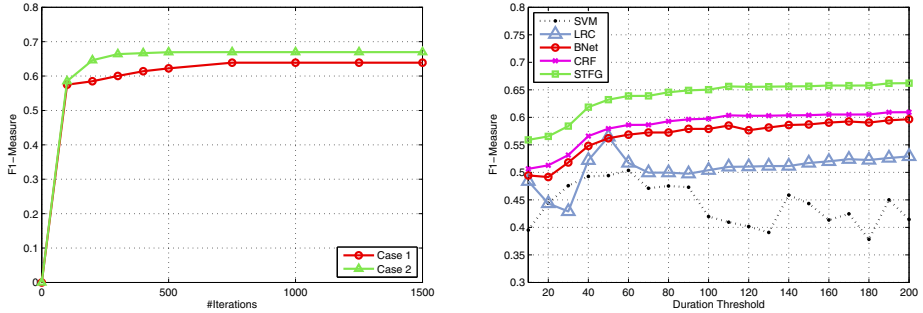 0.8
0.7
0.6
0.5
0.4
0.3
0.2
0.1
0
F1−Measure
0 500 1000 1500
#Iterations
Case 1
Case 2
0.8
0.75
0.7
0.65
0.6
0.55
0.5
0.45
0.4
0.35
0.3
F1−Measure
20 40 60 80 100 120 140 160 180 200
Duration Threshold
SVM
LRC
BNet
CRF
STFG